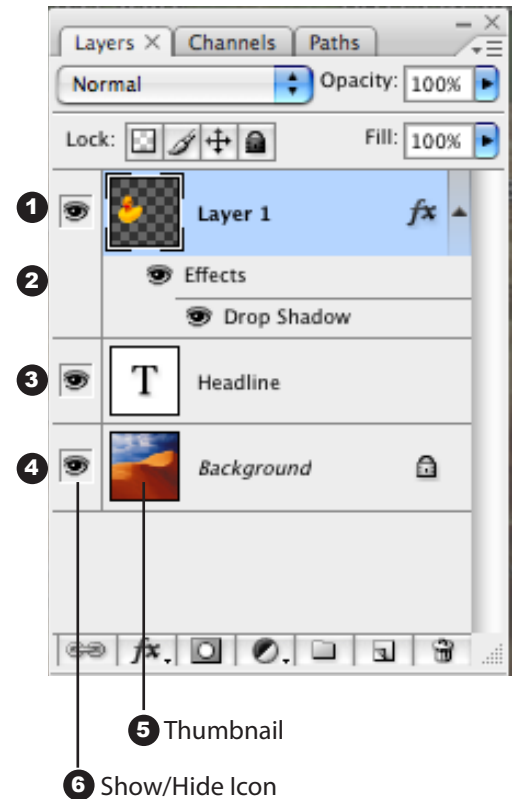 Layers × Channels Paths
Normal Opacity: 100%
Lock: Fill: 100%
1 Layer 1 fx
2 Effects
Drop Shadow
3 T Headline
4 Background
fx.
5 Thumbnail
6 Show/Hide Icon